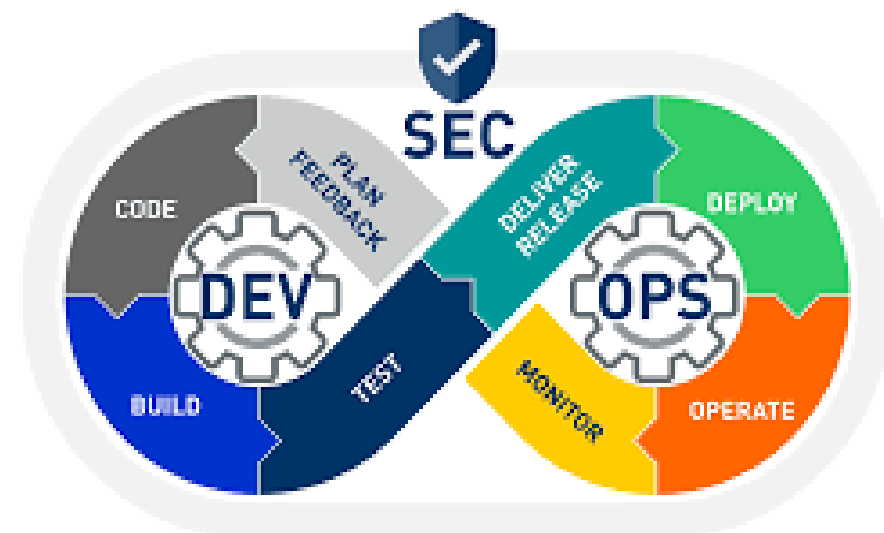 SEC
PLAN
FEEDBACK
CODE
DEV
BUILD
TEST
DELIVER
RELEASE
DEPLOY
OPS
OPERATE
MONITOR